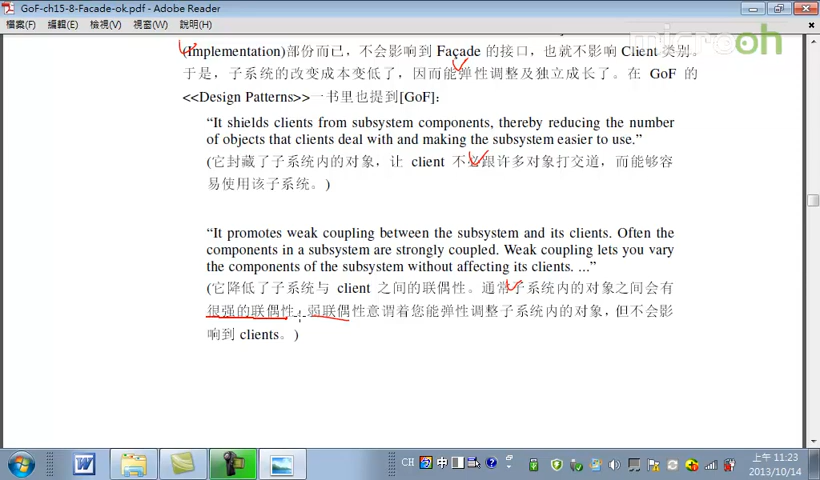 GoF-ch15-8-Facade-ok.pdf - Adobe Reader
檔案(F) 編輯(E) 檢視(V) 視窗(W) 說明(H)
microoh
(Implementation)部份而已，不会影响到 Façade 的接口，也就不影响 Client 类别。
于是，子系统的改变成本变低了，因而能弹性调整及独立成长了。在 GoF 的
<<Design Patterns>>一书里也提到[GoF]：
“It shields clients from subsystem components, thereby reducing the number
of objects that clients deal with and making the subsystem easier to use.”
(它封藏了子系统内的对象，让 client 不必跟许多对象打交道，而能够容
易使用该子系统。)
“It promotes weak coupling between the subsystem and its clients. Often the
components in a subsystem are strongly coupled. Weak coupling lets you vary
the components of the subsystem without affecting its clients. ...”
(它降低了子系统与 client 之间的联偶性。通常子系统内的对象之间会有
很强的联偶性，弱联偶性意谓着您能弹性调整子系统内的对象，但不会影
响到 clients。)
CH 中
上午 11:23
2013/10/14